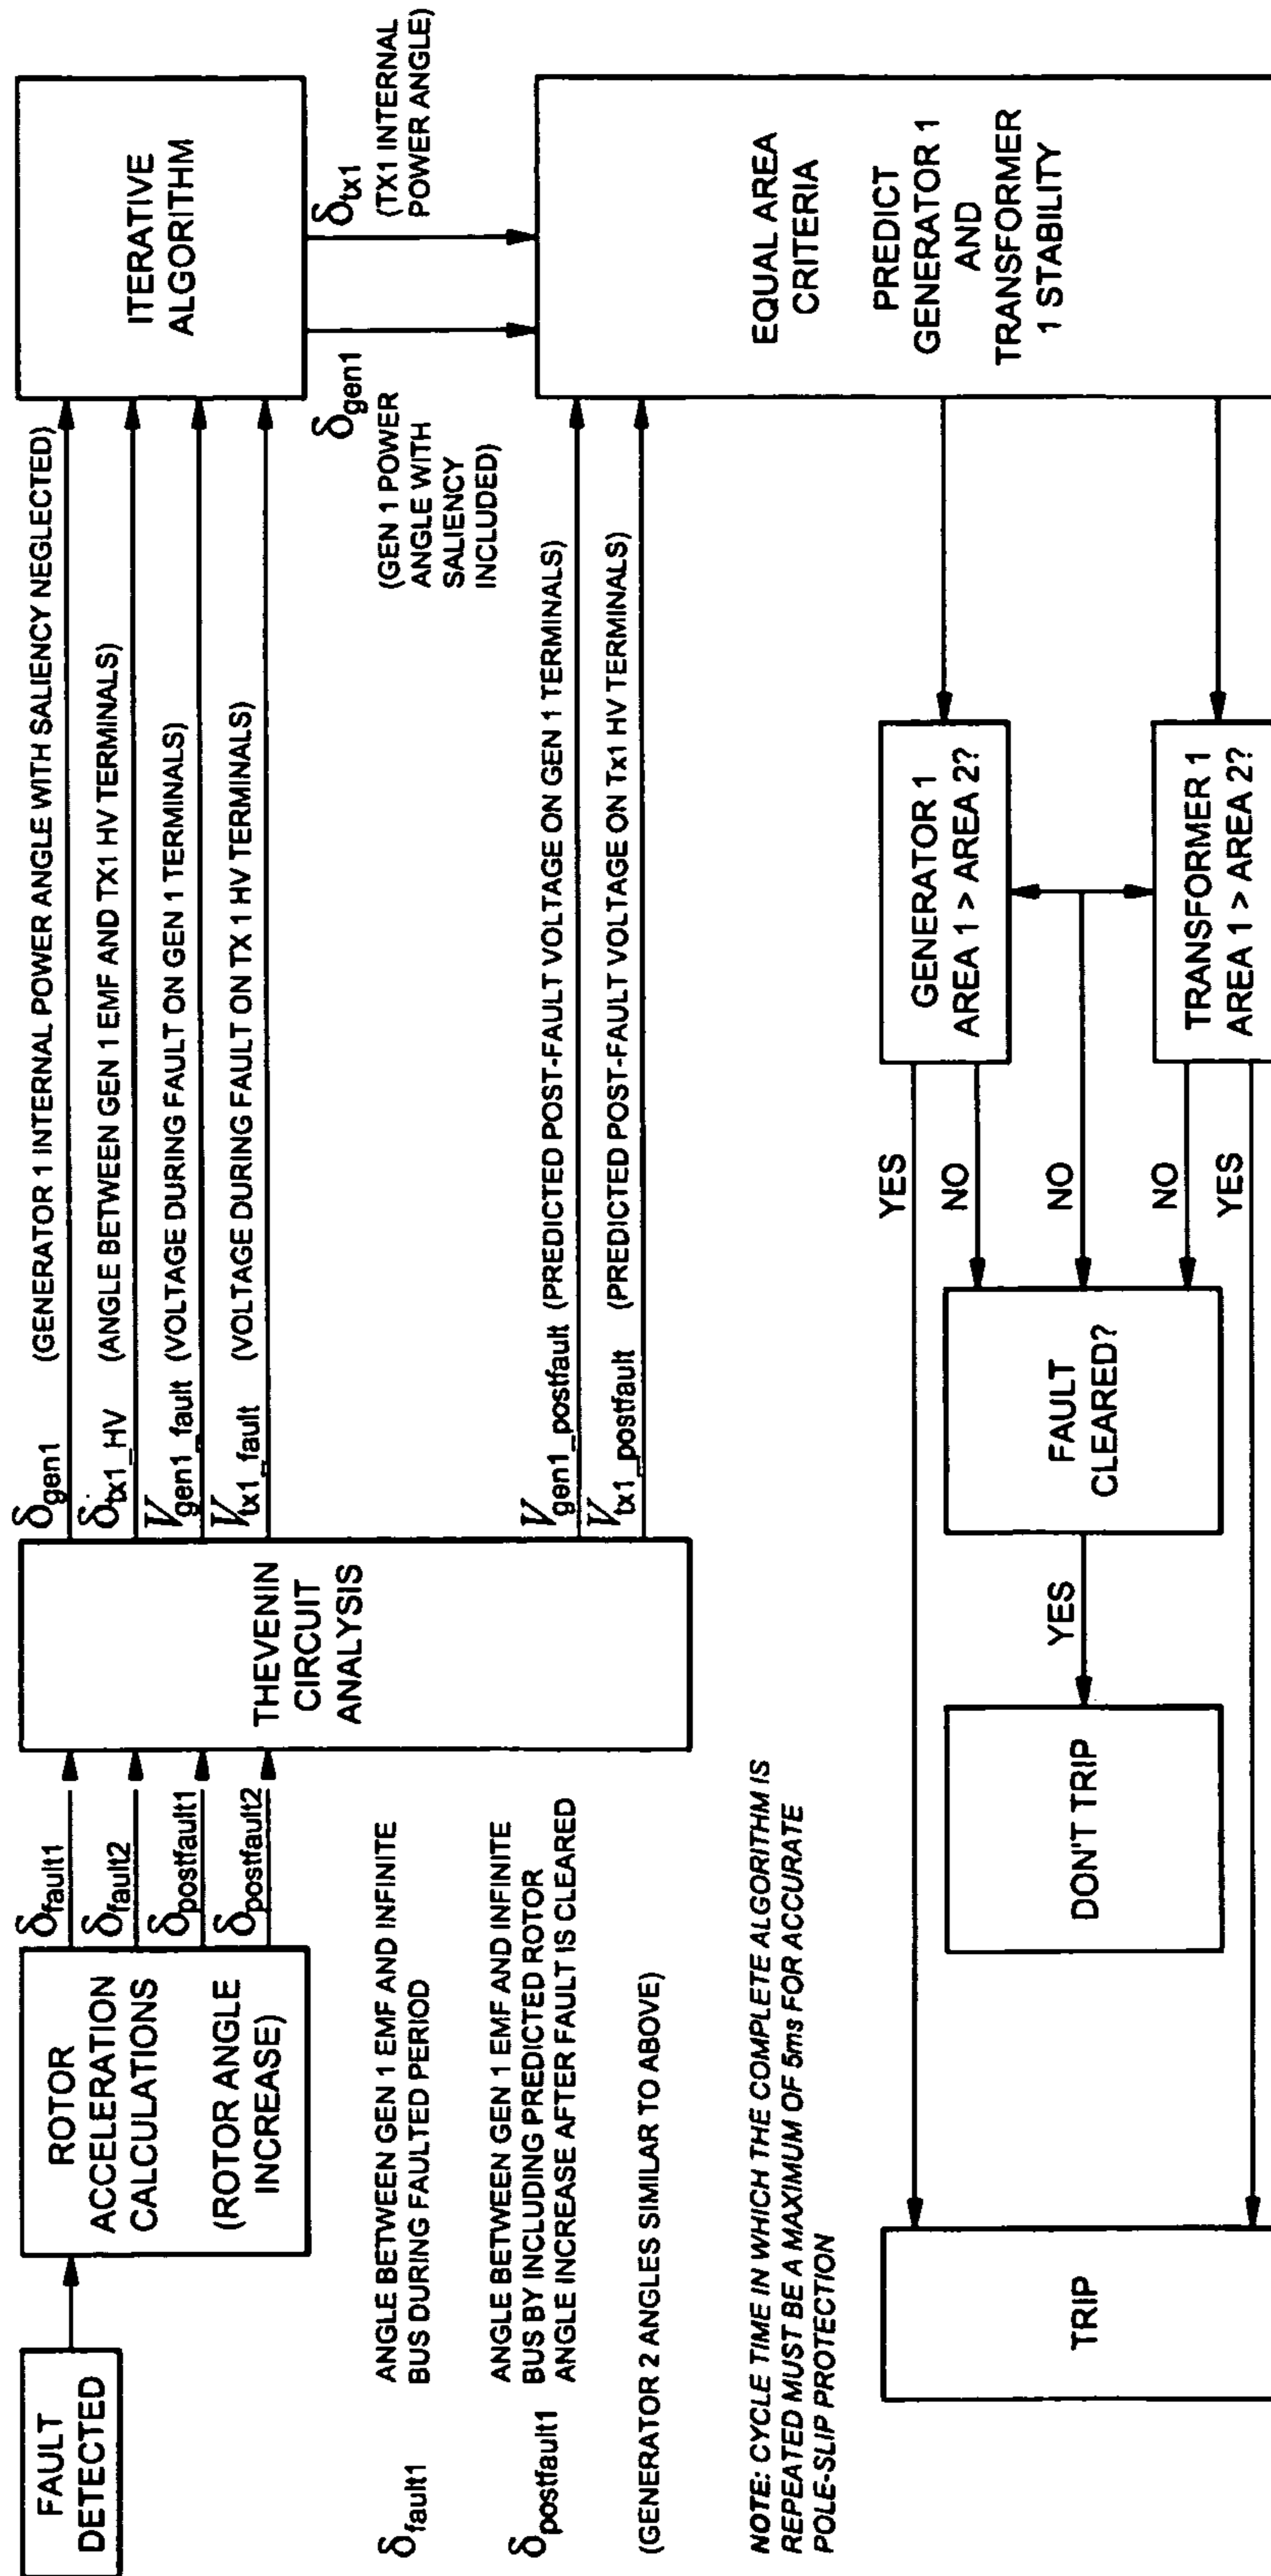 FAULT
DETECTED
ROTOR
ACCELERATION
CALCULATIONS
(ROTOR ANGLE
INCREASE)
δfault1
δfault2
δpostfault1
δpostfault2
THEVENIN
CIRCUIT
ANALYSIS
δgen1 (GENERATOR 1 INTERNAL POWER ANGLE WITH SALIENCY NEGLECTED)
δtx1_HV (ANGLE BETWEEN GEN 1 EMF AND TX1 HV TERMINALS)
Vgen1_fault (VOLTAGE DURING FAULT ON GEN 1 TERMINALS)
Vtx1_fault (VOLTAGE DURING FAULT ON TX 1 HV TERMINALS)
ITERATIVE
ALGORITHM
δgen1
(GEN 1 POWER
ANGLE WITH
SALIENCY
INCLUDED)
δtx1
(TX1 INTERNAL
POWER ANGLE)
Vgen1_postfault (PREDICTED POST-FAULT VOLTAGE ON GEN 1 TERMINALS)
Vtx1_postfault (PREDICTED POST-FAULT VOLTAGE ON Tx1 HV TERMINALS)
EQUAL AREA
CRITERIA
PREDICT
GENERATOR 1
AND
TRANSFORMER
1 STABILITY
δfault1 ANGLE BETWEEN GEN 1 EMF AND INFINITE
BUS DURING FAULTED PERIOD
δpostfault1 ANGLE BETWEEN GEN 1 EMF AND INFINITE
BUS BY INCLUDING PREDICTED ROTOR
ANGLE INCREASE AFTER FAULT IS CLEARED
(GENERATOR 2 ANGLES SIMILAR TO ABOVE)
NOTE: CYCLE TIME IN WHICH THE COMPLETE ALGORITHM IS
REPEATED MUST BE A MAXIMUM OF 5ms FOR ACCURATE
POLE-SLIP PROTECTION
TRIP
DON'T TRIP
YES
FAULT
CLEARED?
YES
NO
NO
NO
YES
GENERATOR 1
AREA 1 > AREA 2?
TRANSFORMER 1
AREA 1 > AREA 2?